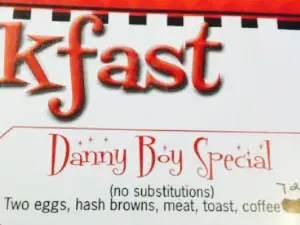 kfast
Danny Boy Special
(no substitutions)
Two eggs, hash browns, meat, toast, coffee